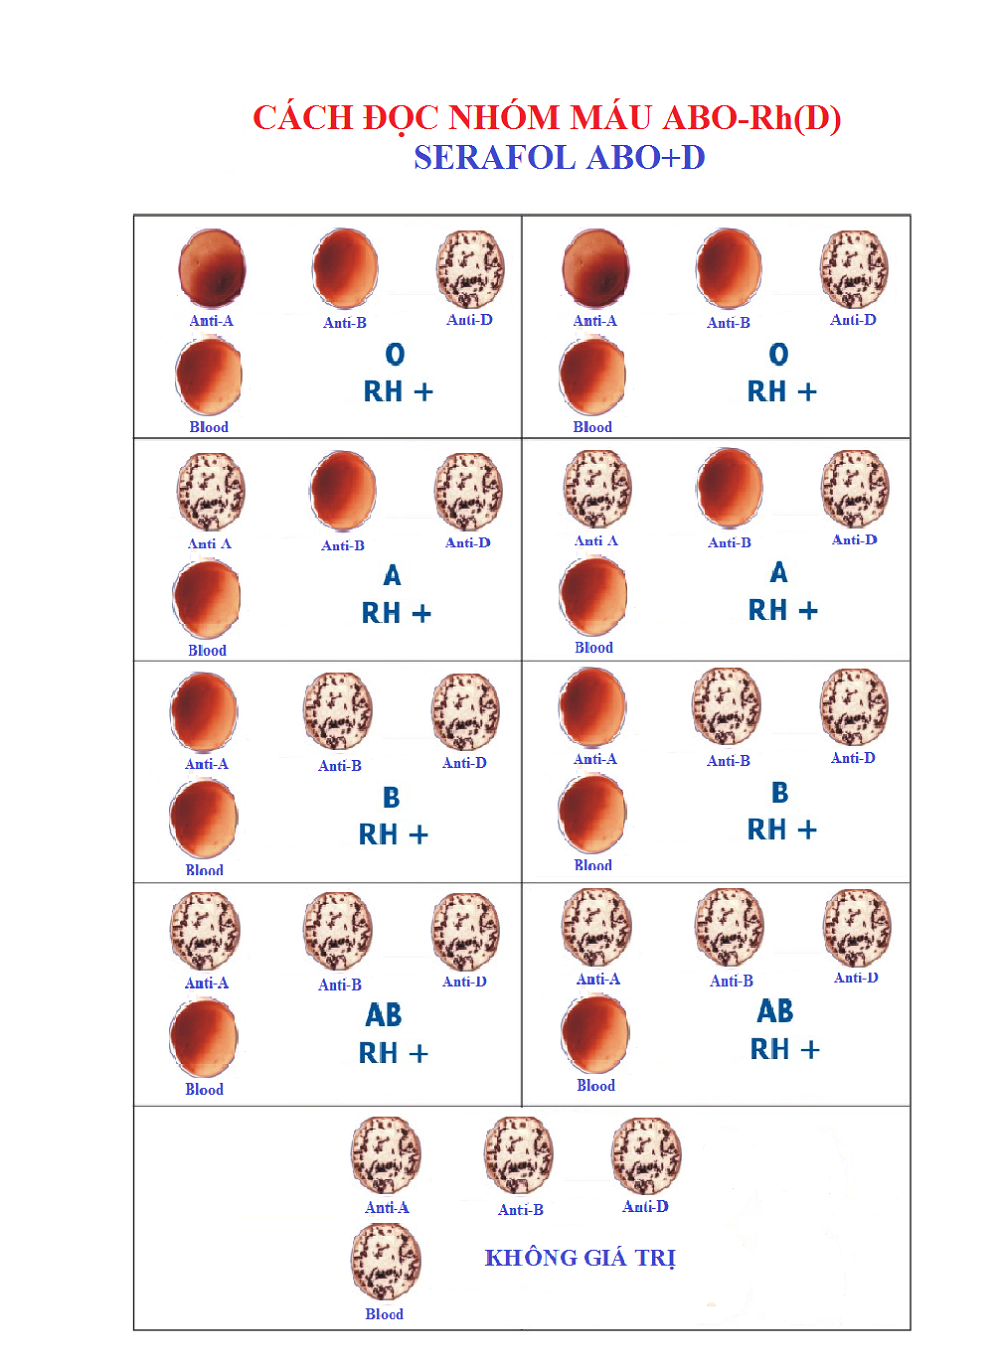 CÁCH ĐỌC NHÓM MÁU ABO-Rh(D)
SERAFOL ABO+D
Anti-A Anti-B Anti-D
O
RH +
Blood
Anti-A Anti-B Anti-D
O
RH +
Blood
Anti A Anti-B Anti-D
A
RH +
Blood
Anti A Anti-B Anti-D
A
RH +
Blood
Anti-A Anti-B Anti-D
B
RH +
Blood
Anti-A Anti-B Anti-D
B
RH +
Blood
Anti-A Anti-B Anti-D
AB
RH +
Blood
Anti-A Anti-B Anti-D
AB
RH +
Blood
Anti-A Anti-B Anti-D
KHÔNG GIÁ TRỊ
Blood